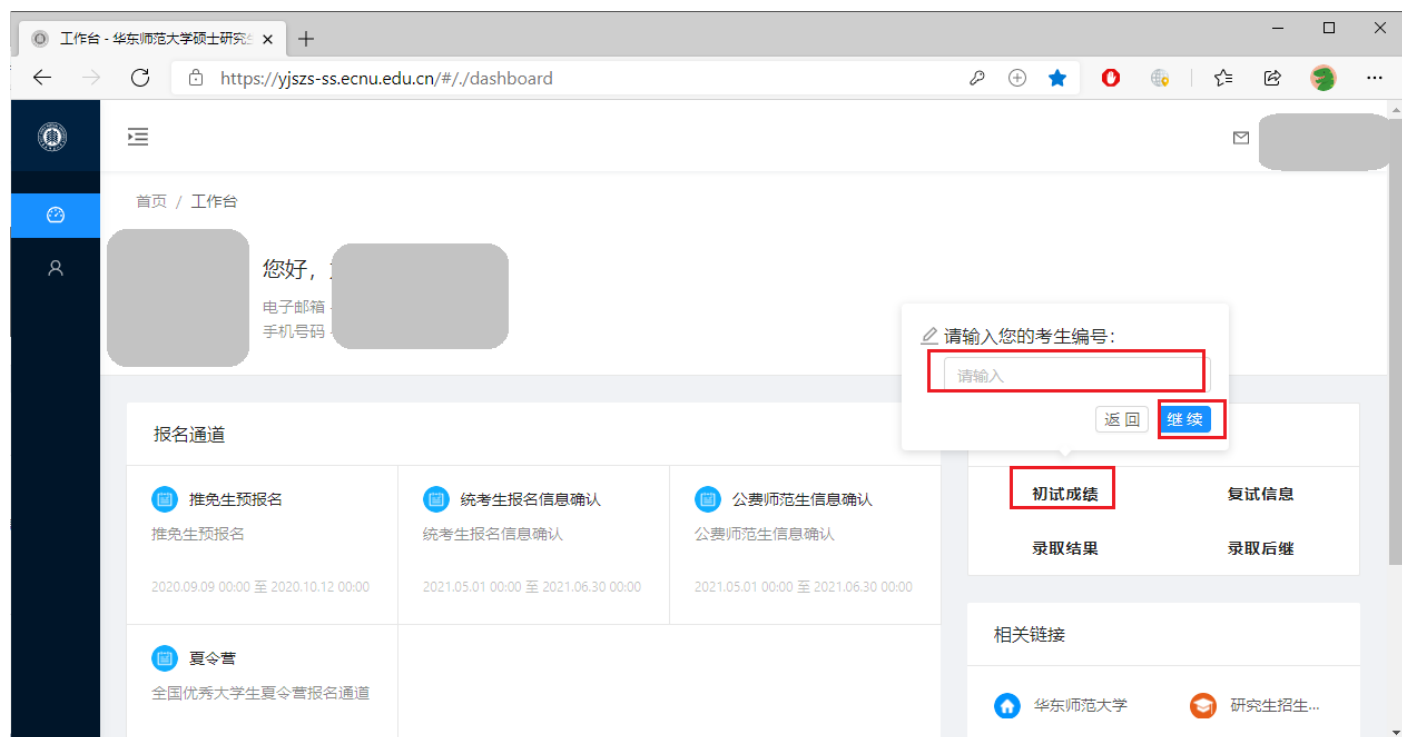 工作台 - 华东师范大学硕士研究
https://yjszs-ss.ecnu.edu.cn/#/./dashboard
首页 / 工作台
您好，
电子邮箱
手机号码
请输入您的考生编号：
请输入
返回 继续
报名通道
推免生预报名
推免生预报名
2020.09.09 00:00 至 2020.10.12 00:00
统考生报名信息确认
统考生报名信息确认
2021.05.01 00:00 至 2021.06.30 00:00
公费师范生信息确认
公费师范生信息确认
2021.05.01 00:00 至 2021.06.30 00:00
夏令营
全国优秀大学生夏令营报名通道
初试成绩 复试信息
录取结果 录取后继
相关链接
华东师范大学 研究生招生...